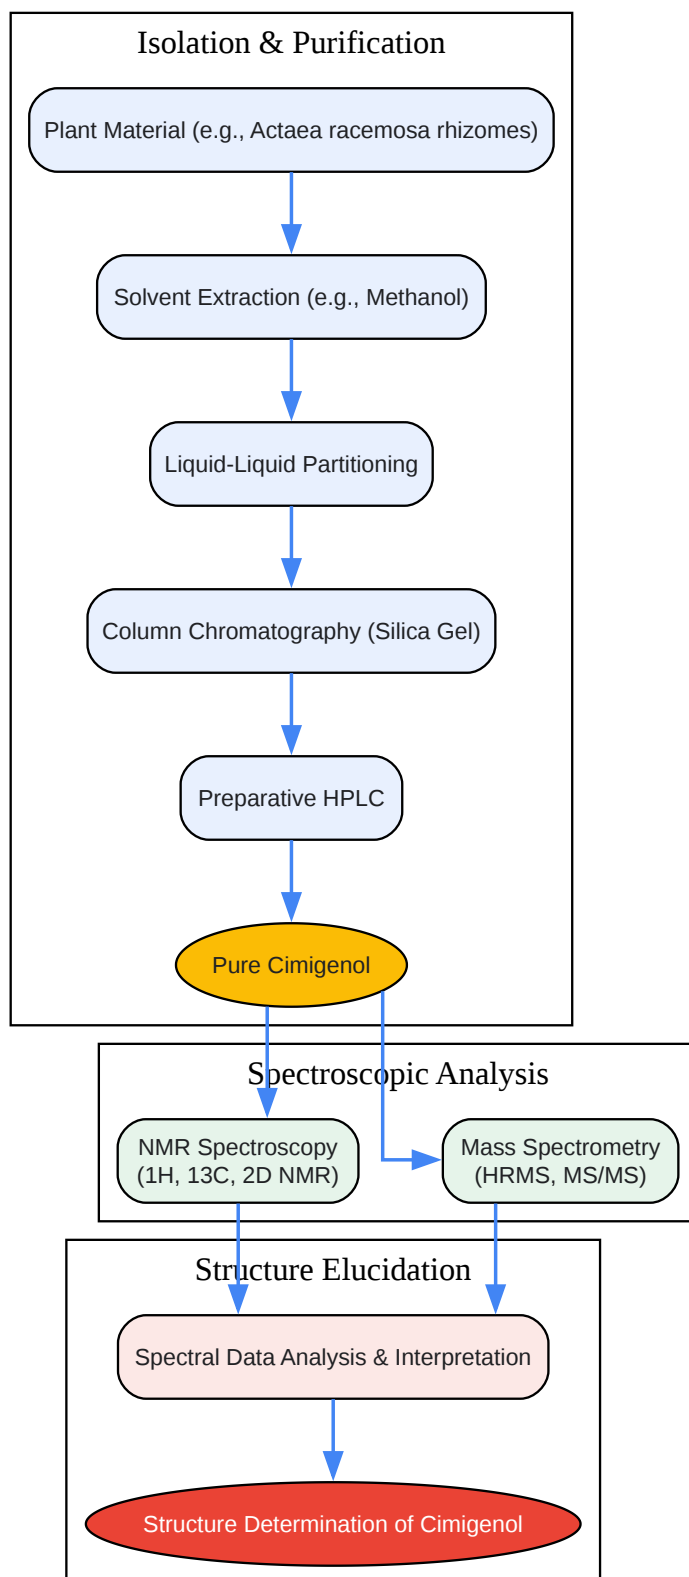 Isolation & Purification
Plant Material (e.g., Actaea racemosa rhizomes)
Solvent Extraction (e.g., Methanol)
Liquid-Liquid Partitioning
Column Chromatography (Silica Gel)
Preparative HPLC
Pure Cimigenol
Spectroscopic Analysis
NMR Spectroscopy
(1H, 13C, 2D NMR)
Mass Spectrometry
(HRMS, MS/MS)
Structure Elucidation
Spectral Data Analysis & Interpretation
Structure Determination of Cimigenol